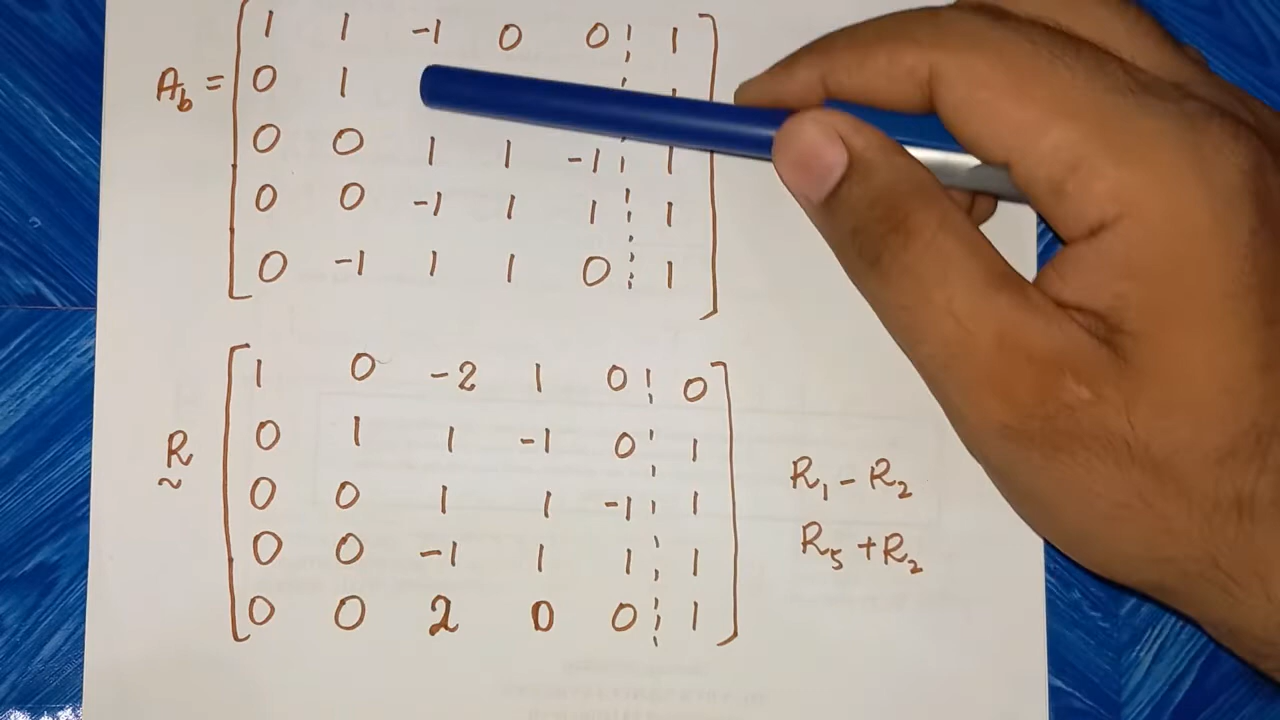 1 1 -1 0 0 ¦ 1
A_b = 0 1
0 0 1 1 -1 ¦ 1
0 0 -1 1 1 ¦ 1
0 -1 1 1 0 ¦ 1
1 0 -2 1 0 ¦ 0
R ~ 0 1 1 -1 0 ¦ 1
0 0 1 1 -1 ¦ 1 R₁ - R₂
0 0 -1 1 1 ¦ 1 R₅ + R₂
0 0 2 0 0 ¦ 1